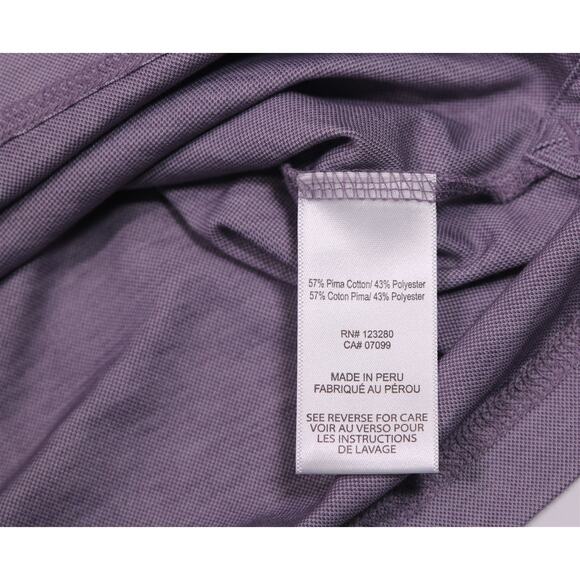 57% Pima Cotton/ 43% Polyester
57% Coton Pima/ 43% Polyester
RN# 123280
CA# 07099
MADE IN PERU
FABRIQUÉ AU PÉROU
SEE REVERSE FOR CARE
VOIR AU VERSO POUR
LES INSTRUCTIONS
DE LAVAGE